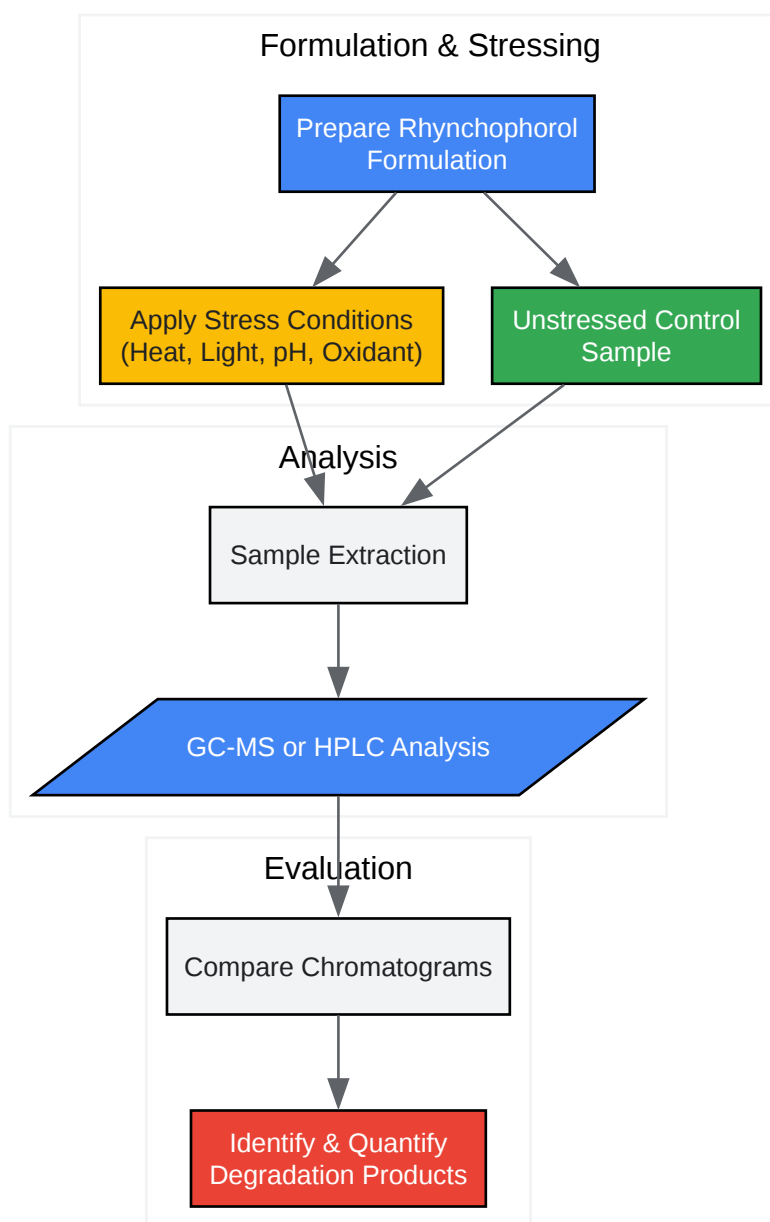 Formulation & Stressing
Prepare Rhynchophorol
Formulation
Apply Stress Conditions
(Heat, Light, pH, Oxidant)
Unstressed Control
Sample
Analysis
Sample Extraction
GC-MS or HPLC Analysis
Evaluation
Compare Chromatograms
Identify & Quantify
Degradation Products